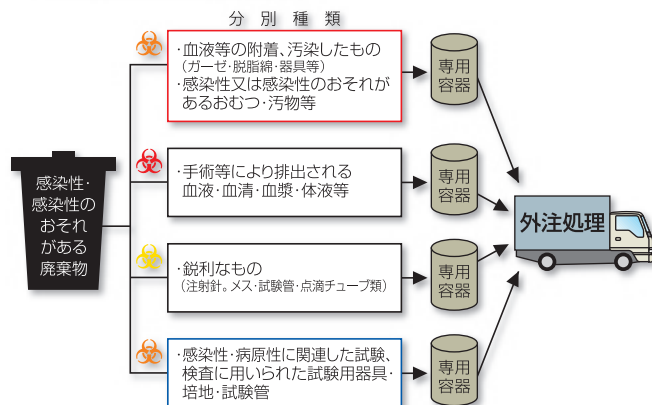 分別種類
・血液等の附着、汚染したもの
（ガーゼ・脱脂綿・器具等）
・感染性又は感染性のおそれが
あるおむつ・汚物等
専用
容器
・手術等により排出される
血液・血清・血漿・体液等
専用
容器
感染性・
感染性の
おそれ
がある
廃棄物
外注処理
・鋭利なもの
（注射針。メス・試験管・点滴チューブ類）
専用
容器
・感染性・病原性に関連した試験、
検査に用いられた試験用器具・
培地・試験管
専用
容器